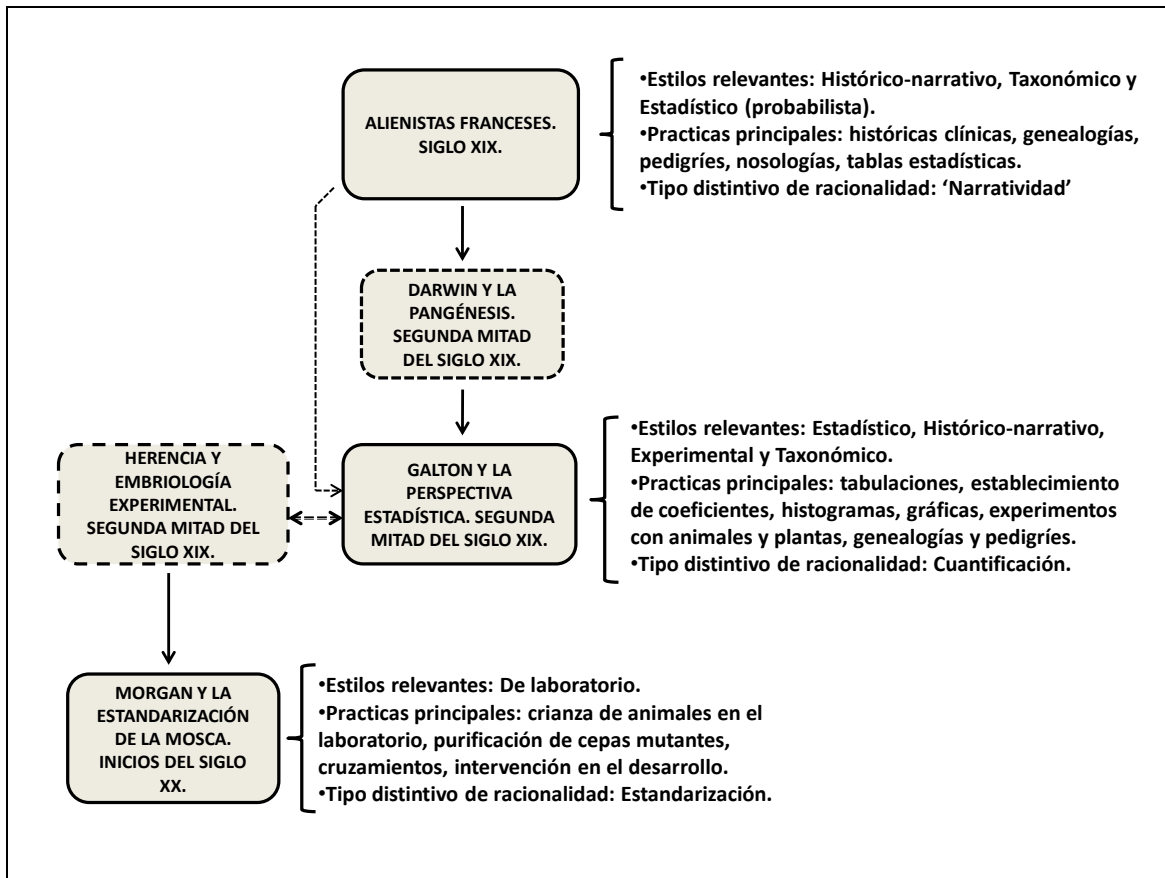 ALIENISTAS FRANCESES.
SIGLO XIX.
•Estilos relevantes: Histórico-narrativo, Taxonómico y
Estadístico (probabilista).
•Practicas principales: históricas clínicas, genealogías,
pedigríes, nosologías, tablas estadísticas.
•Tipo distintivo de racionalidad: ‘Narratividad’
DARWIN Y LA
PANGÉNESIS.
SEGUNDA MITAD
DEL SIGLO XIX.
HERENCIA Y
EMBRIOLOGÍA
EXPERIMENTAL.
SEGUNDA MITAD DEL
SIGLO XIX.
GALTON Y LA
PERSPECTIVA
ESTADÍSTICA. SEGUNDA
MITAD DEL SIGLO XIX.
•Estilos relevantes: Estadístico, Histórico-narrativo,
Experimental y Taxonómico.
•Practicas principales: tabulaciones, establecimiento
de coeficientes, histogramas, gráficas, experimentos
con animales y plantas, genealogías y pedigríes.
•Tipo distintivo de racionalidad: Cuantificación.
MORGAN Y LA
ESTANDARIZACIÓN
DE LA MOSCA.
INICIOS DEL SIGLO
XX.
•Estilos relevantes: De laboratorio.
•Practicas principales: crianza de animales en el
laboratorio, purificación de cepas mutantes,
cruzamientos, intervención en el desarrollo.
•Tipo distintivo de racionalidad: Estandarización.